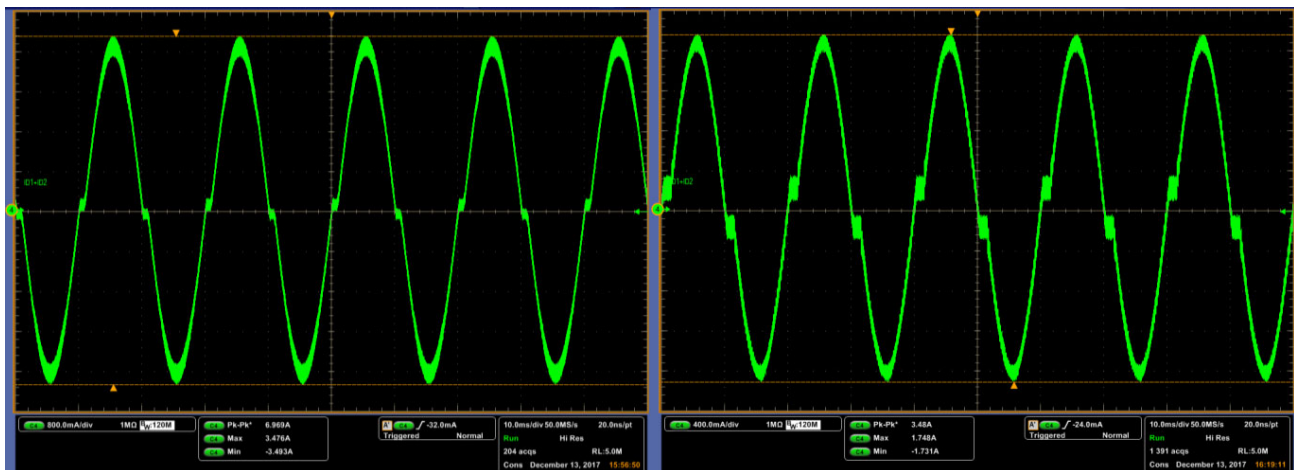 ID1+ID2
C4 800.0mA/div 1MΩ BW:120M
C4 Pk-Pk* 6.969A
C4 Max 3.476A
C4 Min -3.493A
A' C4 -32.0mA
Triggered Normal
10.0ms/div 50.0MS/s 20.0ns/pt
Run Hi Res
204 acqs RL:5.0M
Cons December 13, 2017 15:56:50
D1+ID2
C4 400.0mA/div 1MΩ BW:120M
C4 Pk-Pk* 3.48A
C4 Max 1.748A
C4 Min -1.731A
A' C4 -24.0mA
Triggered Normal
10.0ms/div 50.0MS/s 20.0ns/pt
Run Hi Res
1 391 acqs RL:5.0M
Cons December 13, 2017 16:19:11